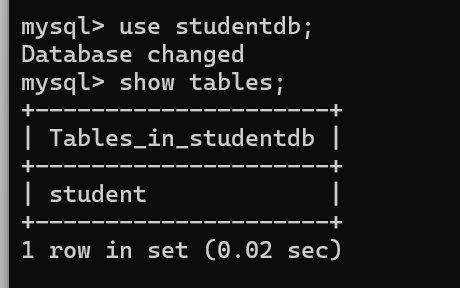 mysql> use studentdb;
Database changed
mysql> show tables;
+---------------------+
| Tables_in_studentdb |
+---------------------+
| student             |
+---------------------+
1 row in set (0.02 sec)